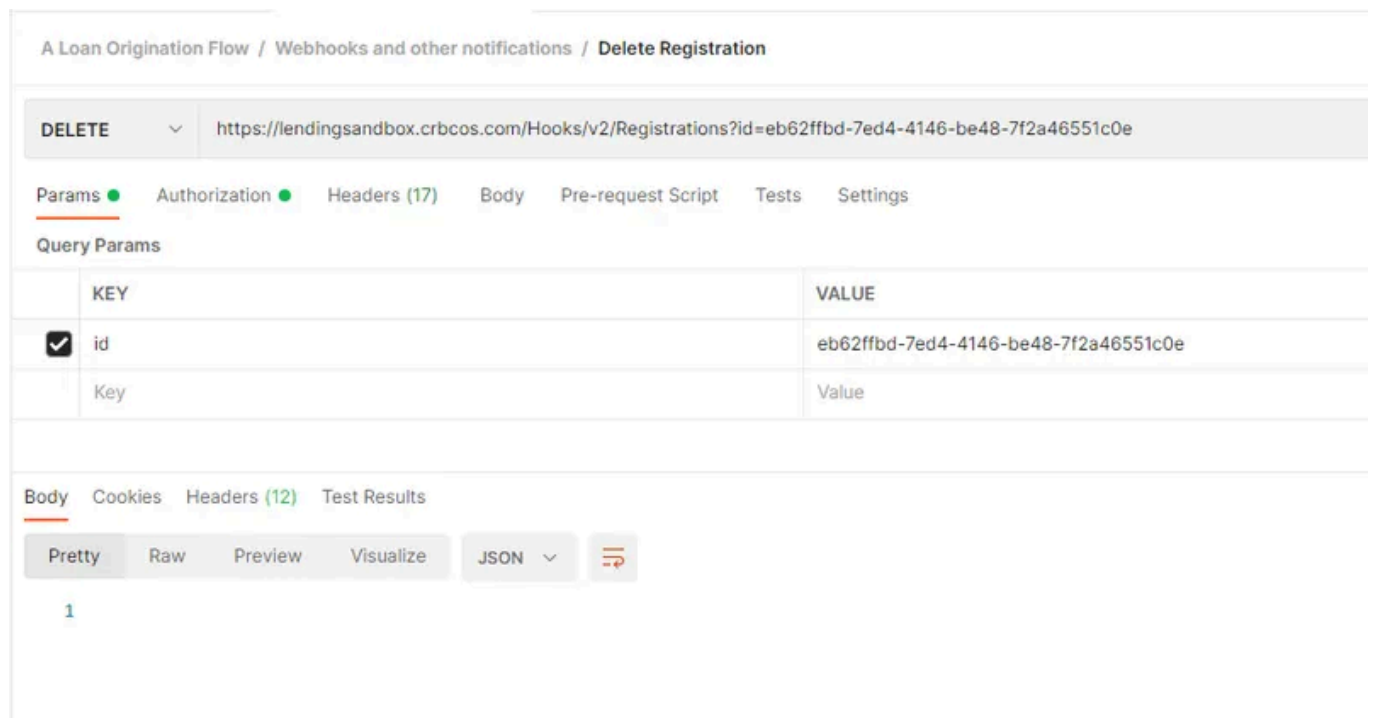 A Loan Origination Flow / Webhooks and other notifications / Delete Registration
DELETE https://lendingsandbox.crbcos.com/Hooks/v2/Registrations?id=eb62ffbd-7ed4-4146-be48-7f2a46551c0e
Params Authorization Headers (17) Body Pre-request Script Tests Settings
Query Params
KEY VALUE
id eb62ffbd-7ed4-4146-be48-7f2a46551c0e
Key Value
Body Cookies Headers (12) Test Results
Pretty Raw Preview Visualize JSON
1